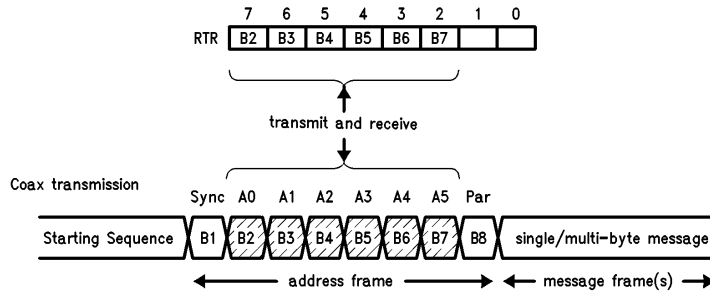 7 6 5 4 3 2 1 0
RTR B2 B3 B4 B5 B6 B7
transmit and receive
Coax transmission
Sync A0 A1 A2 A3 A4 A5 Par
Starting Sequence B1 B2 B3 B4 B5 B6 B7 B8 single/multi-byte message
address frame message frame(s)